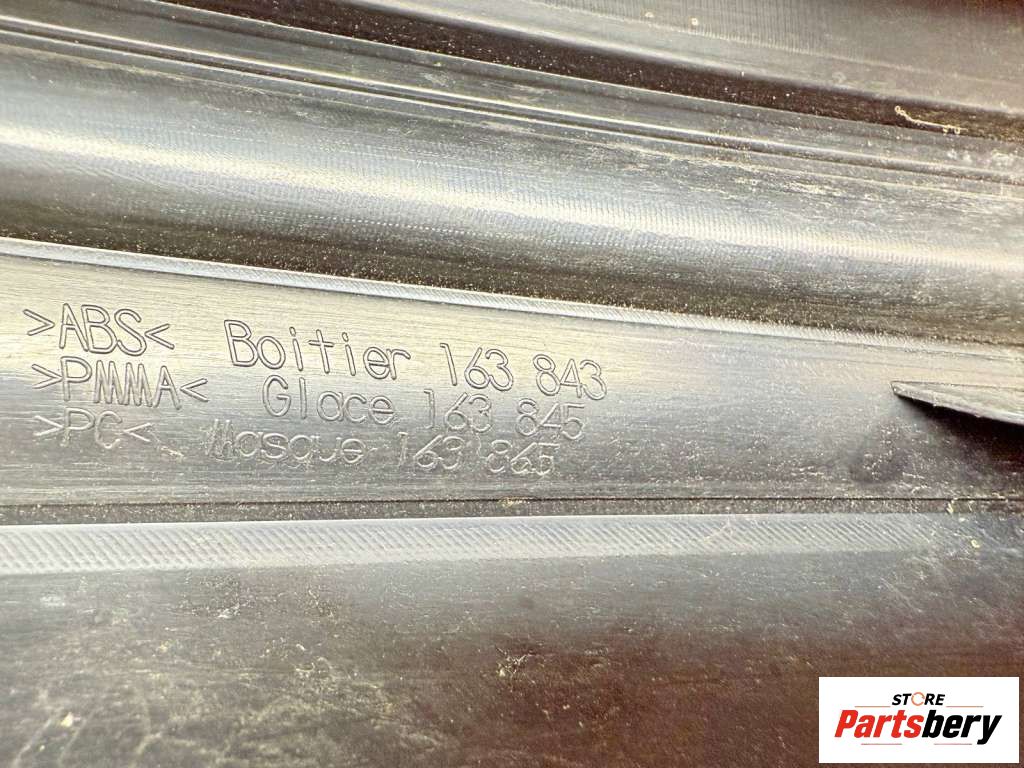 >ABS< Boitier 163 843
>PMMA< Glace 163 845
>PC< Masque 163 865
STORE
Partsbery